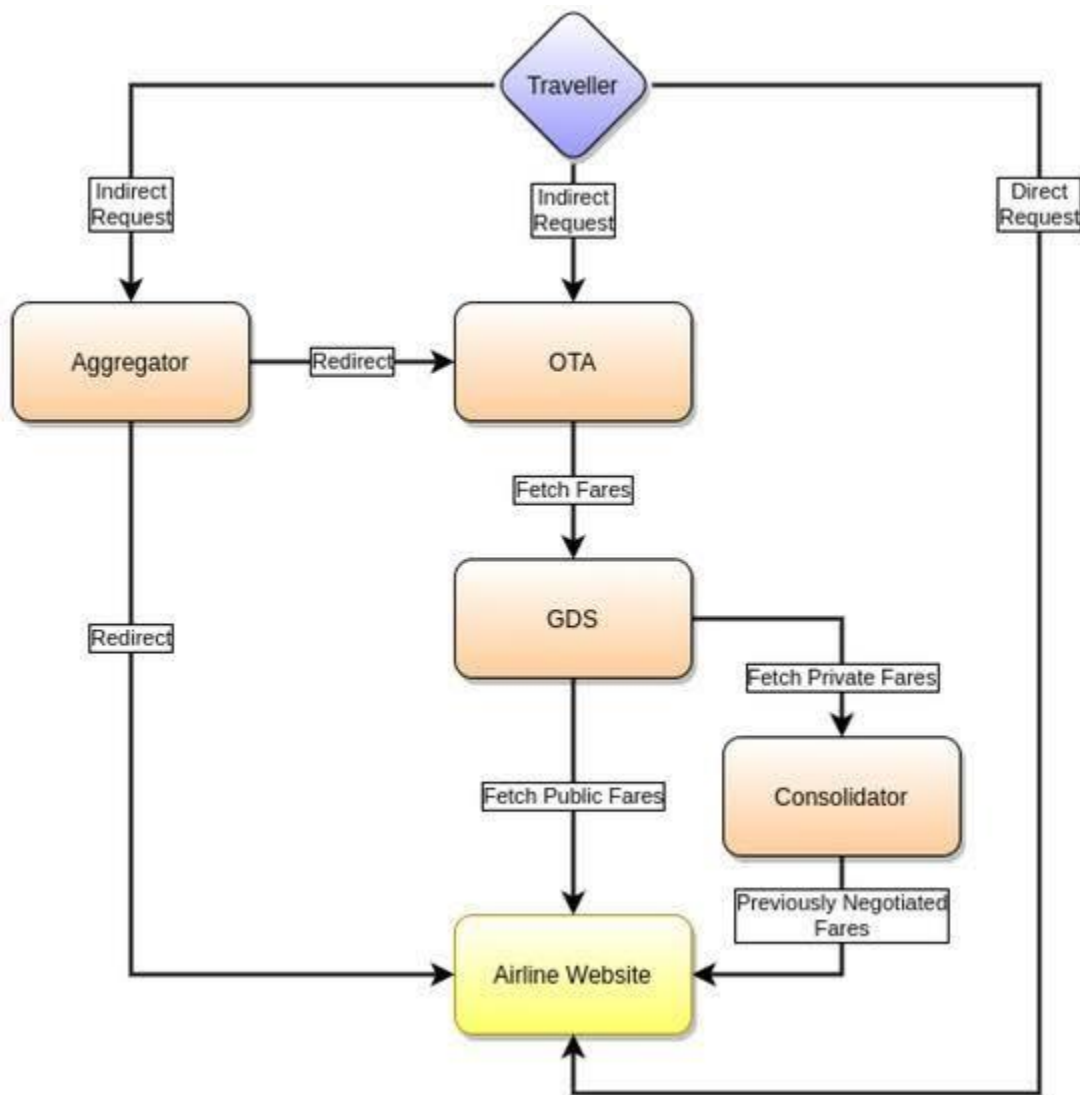 Traveller
Indirect
Request
Indirect
Request
Direct
Request
Aggregator
Redirect
OTA
Fetch Fares
GDS
Redirect
Fetch Private Fares
Fetch Public Fares
Consolidator
Previously Negotiated
Fares
Airline Website